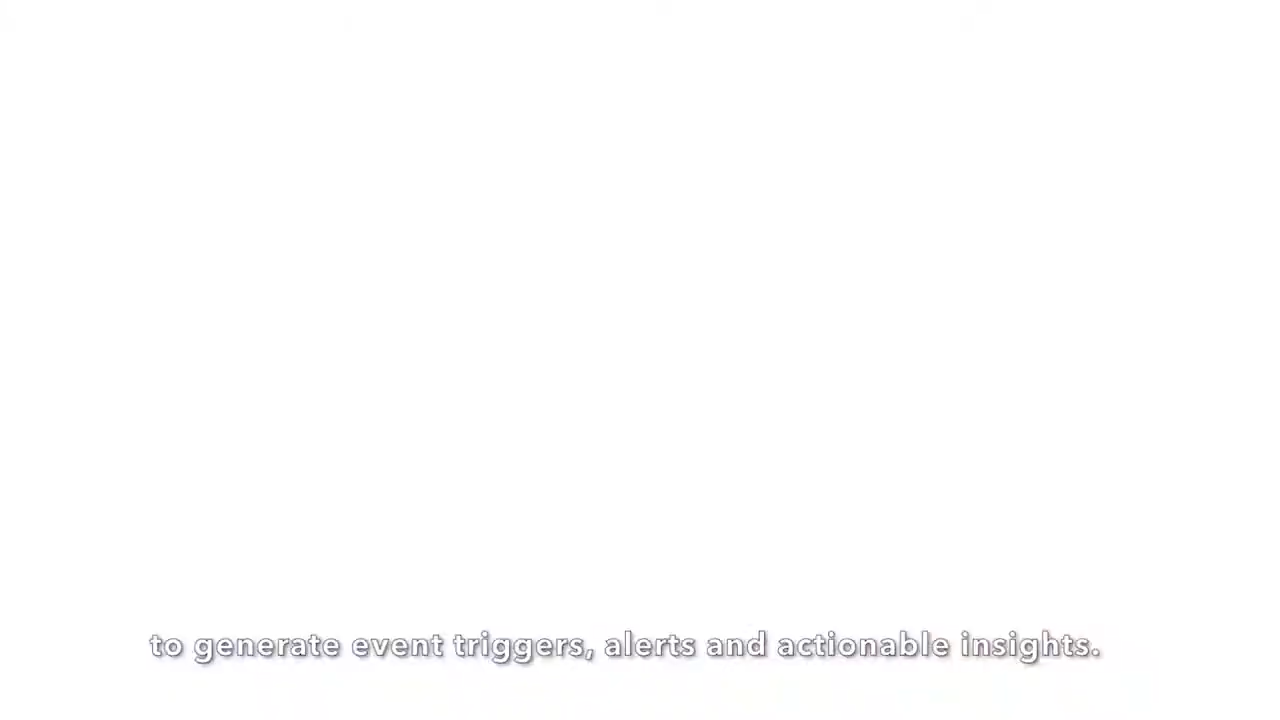 to generate event triggers, alerts and actionable insights.